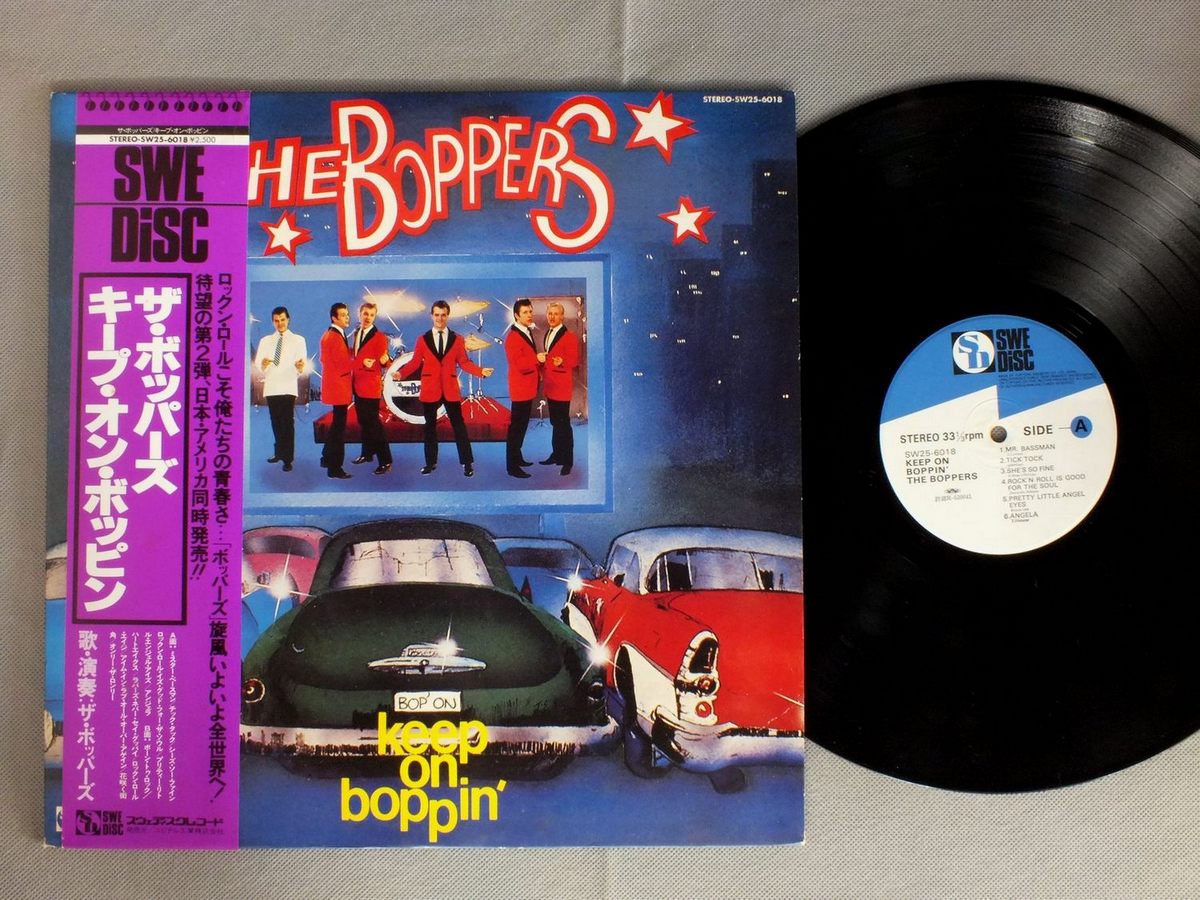 ザ・ボッパーズ/キープ・オン・ボッピン
STEREO-SW25-6018 ¥2,500
SWE
DiSC
ザ・ボッパーズ
キープ・オン・ボッピン
ロックン・ロールこそ俺たちの青春さ…「ボッパーズ」旋風いよいよ全世界へ!
待望の第2弾、日本・アメリカ同時発売!!
歌・演奏:ザ・ボッパーズ
SWE
DiSC
スウェディスクレコード
STEREO-SW25-6018
HE BOPPERS
BOP'ON
keep
on
boppin'
SWE
DiSC
STEREO 33⅓rpm
SIDE A
SW25-6018
KEEP ON
BOPPIN'
THE BOPPERS
1.MR. BASSMAN
2.TICK TOCK
3.SHE'S SO FINE
4.ROCK'N ROLL IS GOOD
FOR THE SOUL
5.PRETTY LITTLE ANGEL
EYES
6.ANGELA